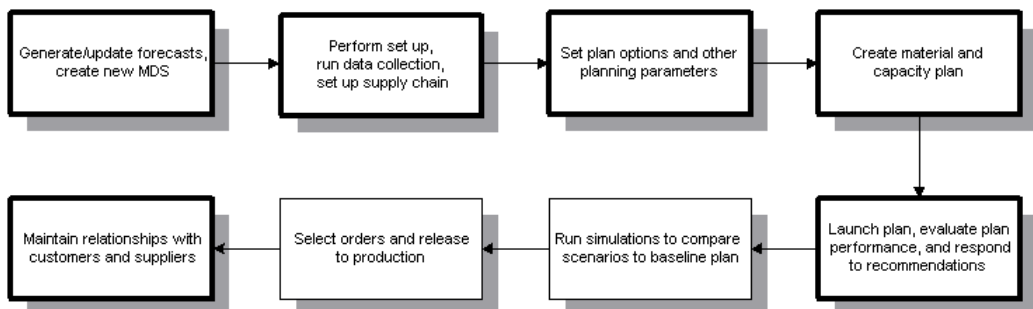 Generate/update forecasts,
create new MDS
Perform set up,
run data collection,
set up supply chain
Set plan options and other
planning parameters
Create material and
capacity plan
Launch plan, evaluate plan
performance, and respond
to recommendations
Run simulations to compare
scenarios to baseline plan
Select orders and release
to production
Maintain relationships with
customers and suppliers